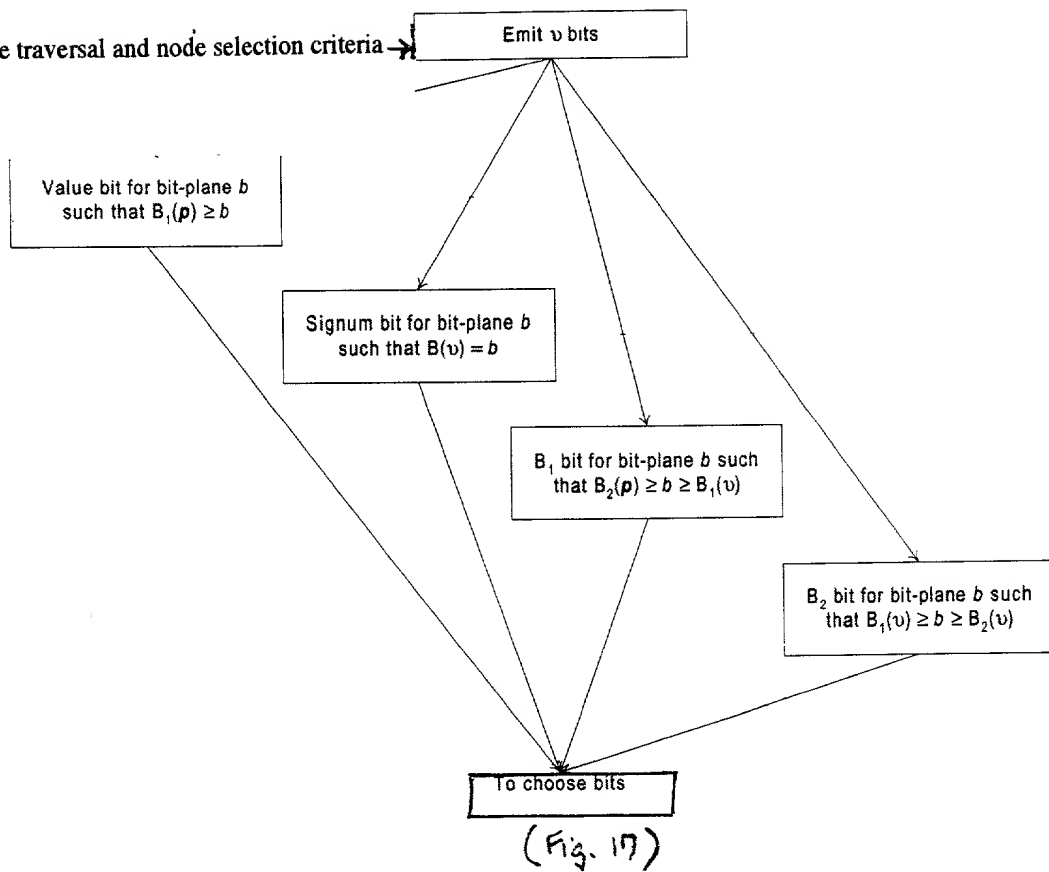 e traversal and node selection criteria
Emit υ bits
Value bit for bit-plane b
such that B₁(p) ≥ b
Signum bit for bit-plane b
such that B(υ) = b
B₁ bit for bit-plane b such
that B₂(p) ≥ b ≥ B₁(υ)
B₂ bit for bit-plane b such
that B₁(υ) ≥ b ≥ B₂(υ)
To choose bits
(Fig. 17)